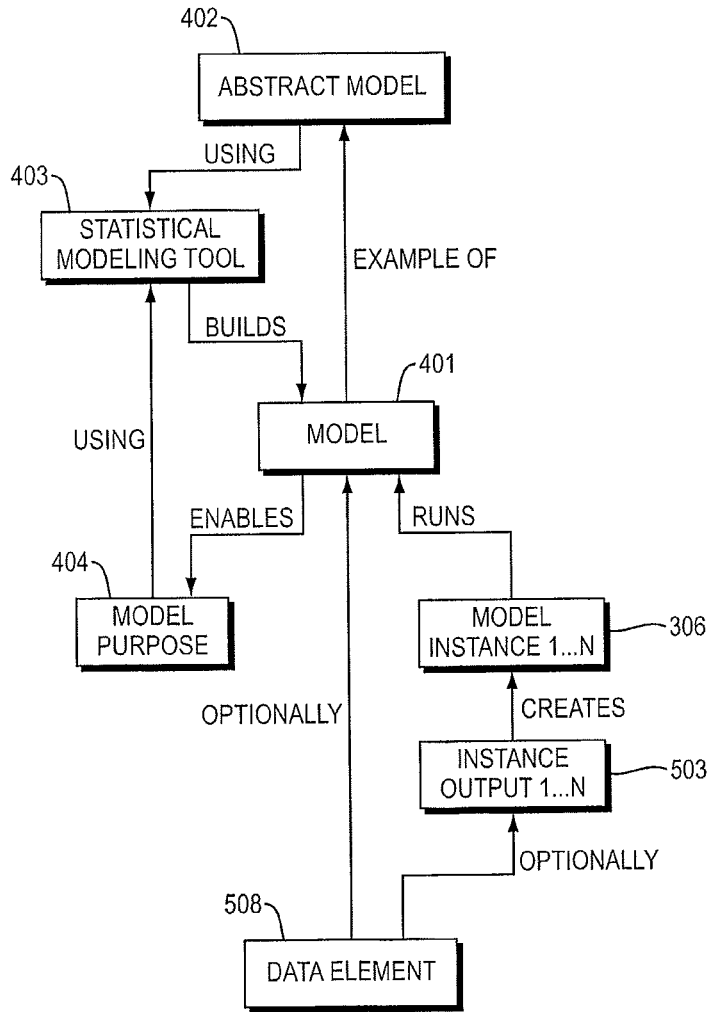 402
ABSTRACT MODEL
USING
403
STATISTICAL
MODELING TOOL
EXAMPLE OF
BUILDS
401
MODEL
USING
ENABLES
RUNS
404
MODEL
PURPOSE
MODEL
INSTANCE 1...N
306
OPTIONALLY
CREATES
INSTANCE
OUTPUT 1...N
503
OPTIONALLY
508
DATA ELEMENT